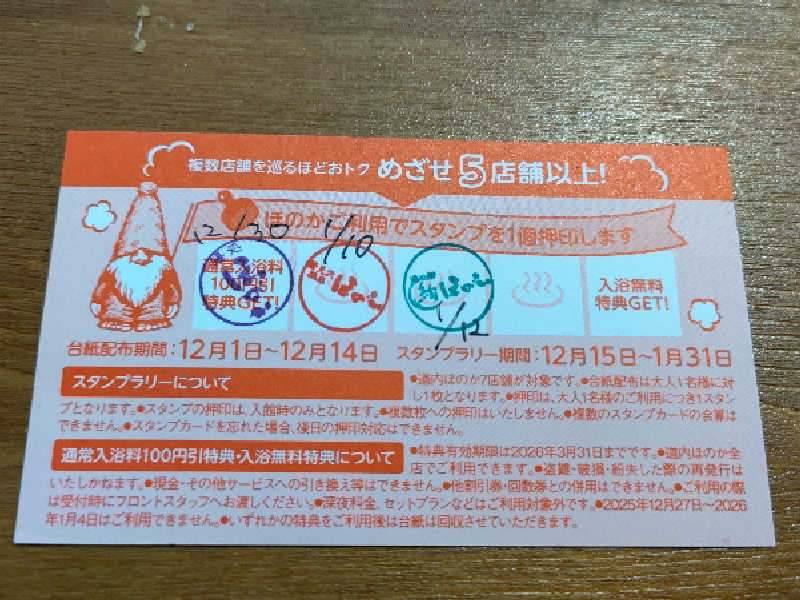 複数店舗を巡るほどおトク めざせ5店舗以上!
ほのかご利用でスタンプを1個押印します
12/30
1/10
通常入浴料
100円引
特典GET!
入浴無料
特典GET!
1/12
台紙配布期間:12月1日~12月14日 スタンプラリー期間:12月15日~1月31日
スタンプラリーについて
●道内ほのか7店舗が対象です。●台紙配布は大人1名様に対
し1枚となります。●押印は、大人1名様のご利用につき1スタン
プとなります。●スタンプの押印は、入館時のみとなります。●複数枚への押印はいたしません。●複数のスタンプカードの合算は
できません。●スタンプカードを忘れた場合、後日の押印対応はできません。
通常入浴料100円引特典・入浴無料特典について
●特典有効期限は2026年3月31日までです。●道内ほのか全
店でご利用できます。●盗難・破損・紛失した際の再発行は
いたしかねます。●現金・その他サービスへの引き換え等はできません。●他割引券・回数券との併用はできません。●ご利用の際
は受付時にフロントスタッフへお渡しください。●深夜料金、セットプランなどはご利用対象外です。●2025年12月27日~2026
年1月4日はご利用できません。●いずれかの特典をご利用後は台紙は回収させていただきます。